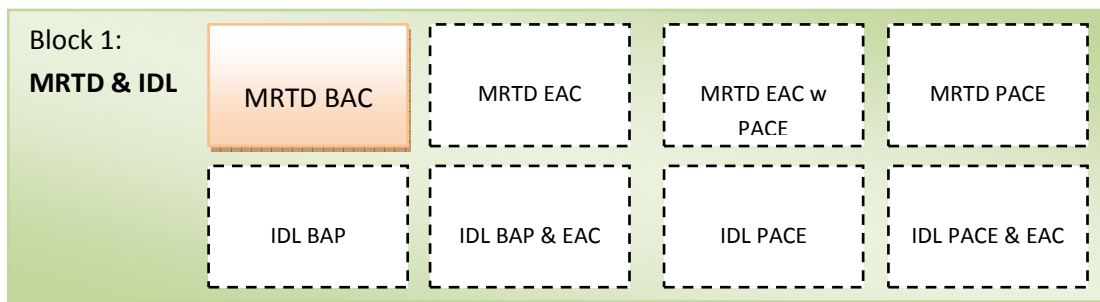 Block 1:
MRTD & IDL
MRTD BAC
MRTD EAC
MRTD EAC w
PACE
MRTD PACE
IDL BAP
IDL BAP & EAC
IDL PACE
IDL PACE & EAC